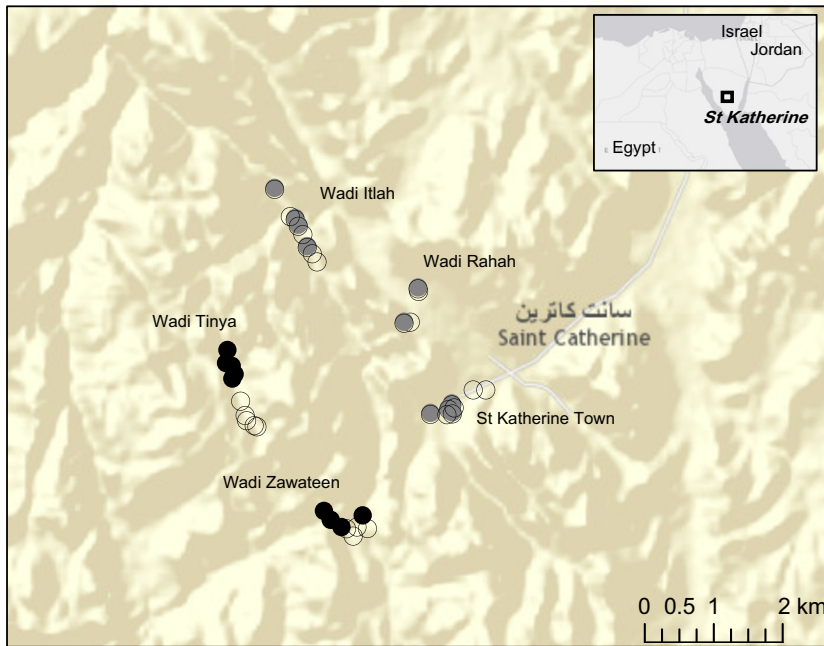 Israel
Jordan
St Katherine
Egypt
Wadi Itlah
Wadi Rahah
سانت كاترين
Saint Catherine
Wadi Tinya
St Katherine Town
Wadi Zawateen
0 0.5 1 2 km